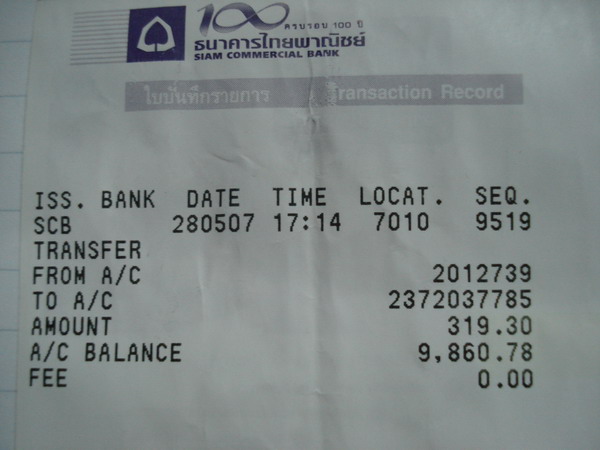 100 ครบรอบ 100 ปี
ธนาคารไทยพาณิชย์
SIAM COMMERCIAL BANK
ใบบันทึกรายการ Transaction Record
ISS. BANK DATE TIME LOCAT. SEQ.
SCB 280507 17:14 7010 9519
TRANSFER
FROM A/C 2012739
TO A/C 2372037785
AMOUNT 319.30
A/C BALANCE 9,860.78
FEE 0.00